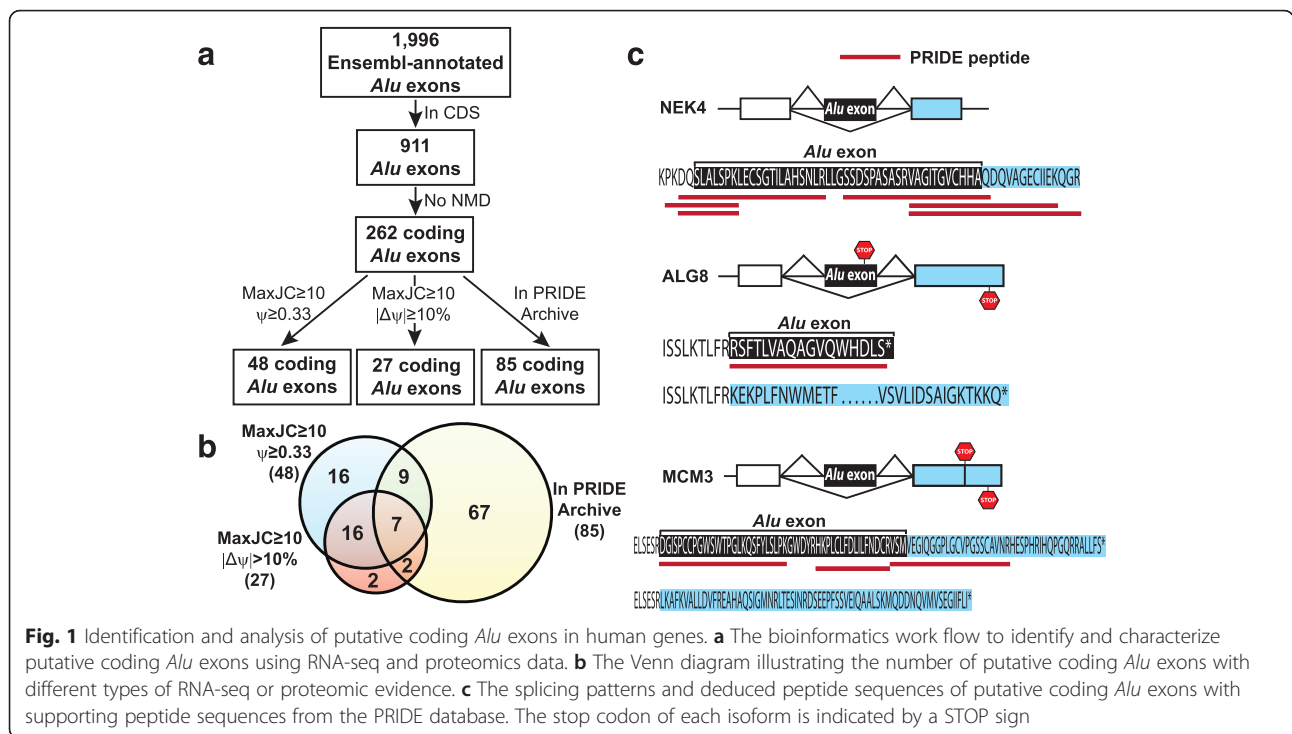 a
1,996
Ensembl-annotated
Alu exons
In CDS
911
Alu exons
No NMD
262 coding
Alu exons
MaxJC≥10
ψ≥0.33
MaxJC≥10
|Δψ|≥10%
In PRIDE
Archive
48 coding
Alu exons
27 coding
Alu exons
85 coding
Alu exons
b
MaxJC≥10
ψ≥0.33
(48)
16
9
67
In PRIDE
Archive
(85)
16
7
MaxJC≥10
|Δψ|>10%
(27)
2
2
c
PRIDE peptide
NEK4
Alu exon
Alu exon
KPKDQSLALSPKLECSGTILAHSNLRLLGSSDSPASASRVAGITGVCHHAQDQVAGECIIEKQGR
STOP
ALG8
Alu exon
STOP
Alu exon
ISSLKTLFRRSFTLVAQAGVQWHDLS*
ISSLKTLFRKEKPLFNWMETF......VSVLIDSAIGKTKKQ*
STOP
MCM3
Alu exon
STOP
Alu exon
ELSESRDGISPCCPGWSWTPGLKQSFYLSLPKGWDYRHKPLCLFDLILFNDCRVSMVEGIQGGPLGCVPGSSCAVNRHESPHRIHQPGQRRALLFS*
ELSESRLKAFKVALLDVFREAHAQSIGMNRLTESINRDSEEPFSSVEIQAALSKMQDDNQVMVSEGIIFLI*
Fig. 1 Identification and analysis of putative coding Alu exons in human genes. a The bioinformatics work flow to identify and characterize
putative coding Alu exons using RNA-seq and proteomics data. b The Venn diagram illustrating the number of putative coding Alu exons with
different types of RNA-seq or proteomic evidence. c The splicing patterns and deduced peptide sequences of putative coding Alu exons with
supporting peptide sequences from the PRIDE database. The stop codon of each isoform is indicated by a STOP sign